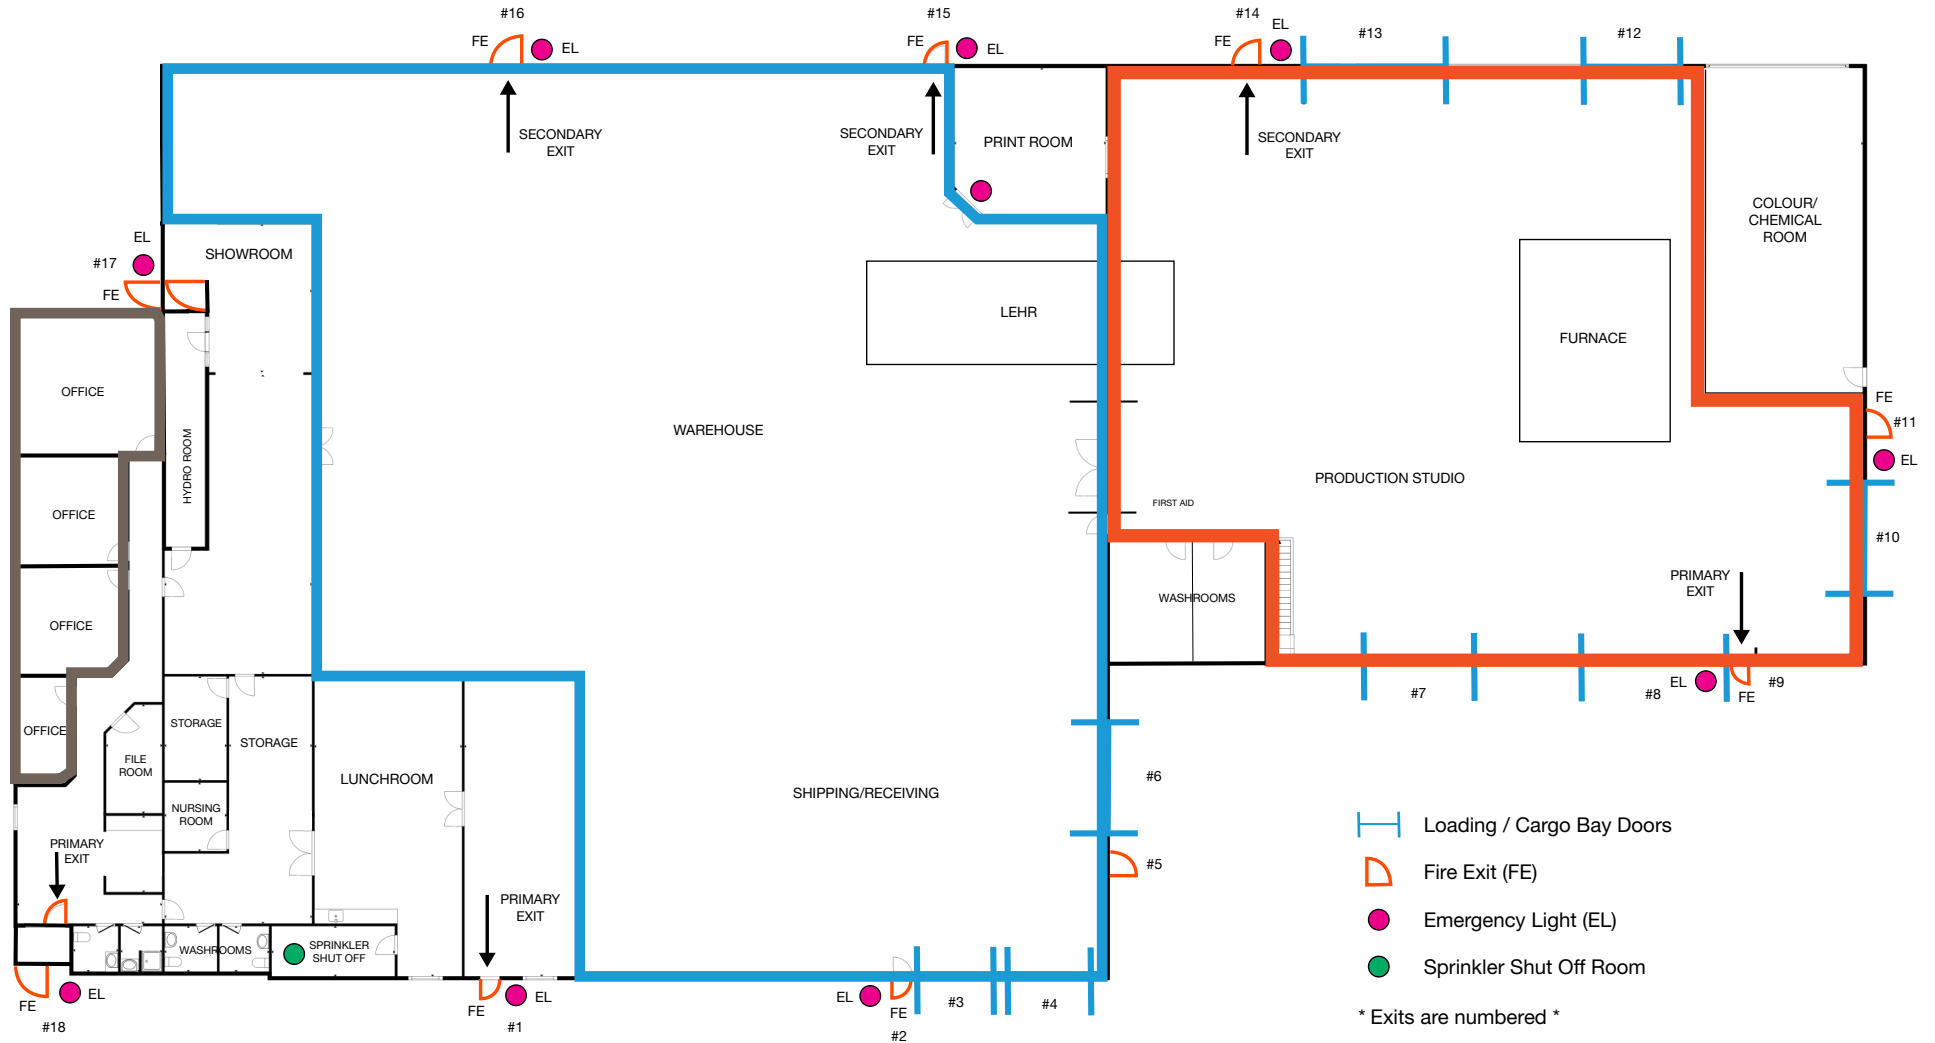 #16
#15
#14
EL
#13
#12
FE
EL
FE
EL
FE
SECONDARY
EXIT
SECONDARY
EXIT
PRINT ROOM
SECONDARY
EXIT
COLOUR/
CHEMICAL
ROOM
EL
#17
FE
SHOWROOM
LEHR
FURNACE
OFFICE
FE
#11
EL
WAREHOUSE
HYDRO ROOM
PRODUCTION STUDIO
FIRST AID
OFFICE
#10
PRIMARY
EXIT
WASHROOMS
OFFICE
EL
FE
#9
#7
#8
OFFICE
STORAGE
STORAGE
FILE
ROOM
LUNCHROOM
#6
SHIPPING/RECEIVING
NURSING
ROOM
PRIMARY
EXIT
#5
PRIMARY
EXIT
WASHROOMS
SPRINKLER
SHUT OFF
EL
FE
#18
EL
FE
#1
EL
FE
#2
#3
#4
Loading / Cargo Bay Doors
Fire Exit (FE)
Emergency Light (EL)
Sprinkler Shut Off Room
* Exits are numbered *